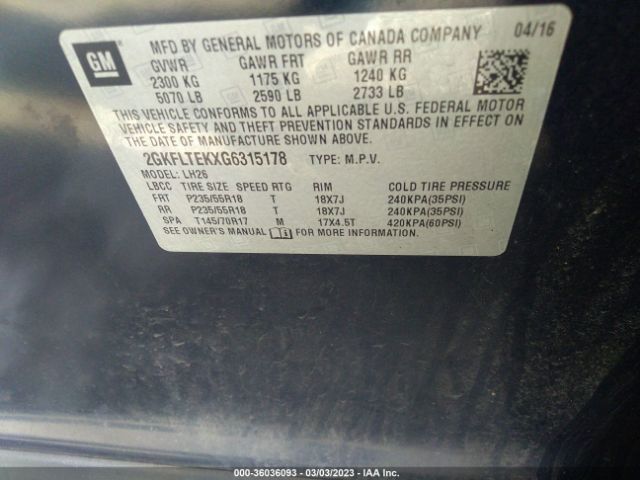 GM
MFD BY GENERAL MOTORS OF CANADA COMPANY 04/16
GVWR GAWR FRT GAWR RR
2300 KG 1175 KG 1240 KG
5070 LB 2590 LB 2733 LB
THIS VEHICLE CONFORMS TO ALL APPLICABLE U.S. FEDERAL MOTOR
VEHICLE SAFETY AND THEFT PREVENTION STANDARDS IN EFFECT ON
THE DATE OF MANUFACTURE SHOWN ABOVE.
2GKFLTEKXG6315178 TYPE: M.P.V.
MODEL: LH26
LBCC TIRE SIZE SPEED RTG RIM COLD TIRE PRESSURE
FRT P235/55R18 T 18X7J 240KPA(35PSI)
RR P235/55R18 T 18X7J 240KPA(35PSI)
SPA T145/70R17 M 17X4.5T 420KPA(60PSI)
SEE OWNER'S MANUAL FOR MORE INFORMATION
000-36036093 - 03/03/2023 - IAA Inc.